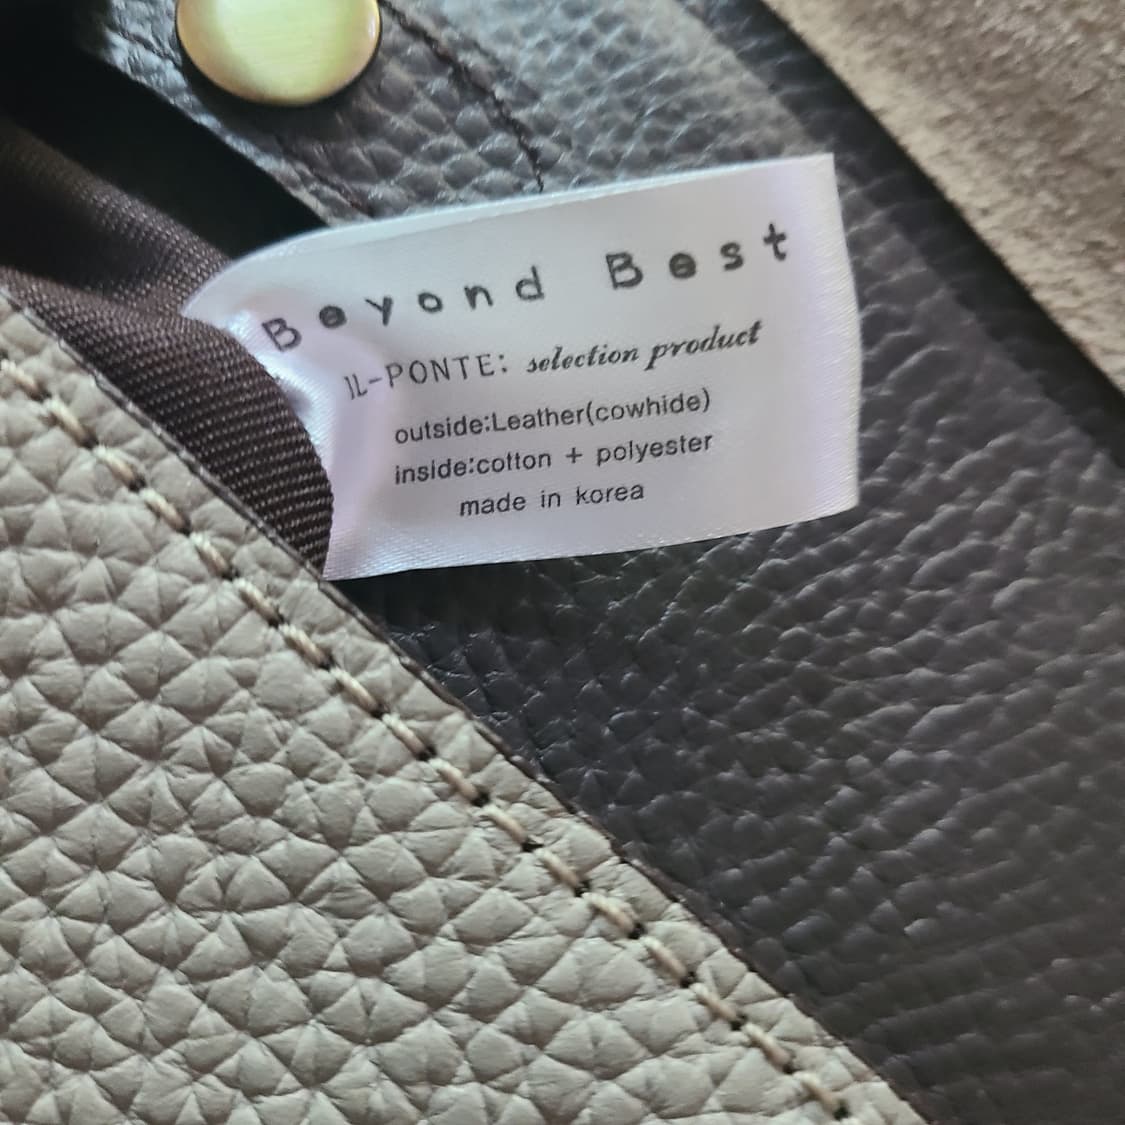 Beyond Best
IL-PONTE: selection product
outside:Leather(cowhide)
inside:cotton + polyester
made in korea